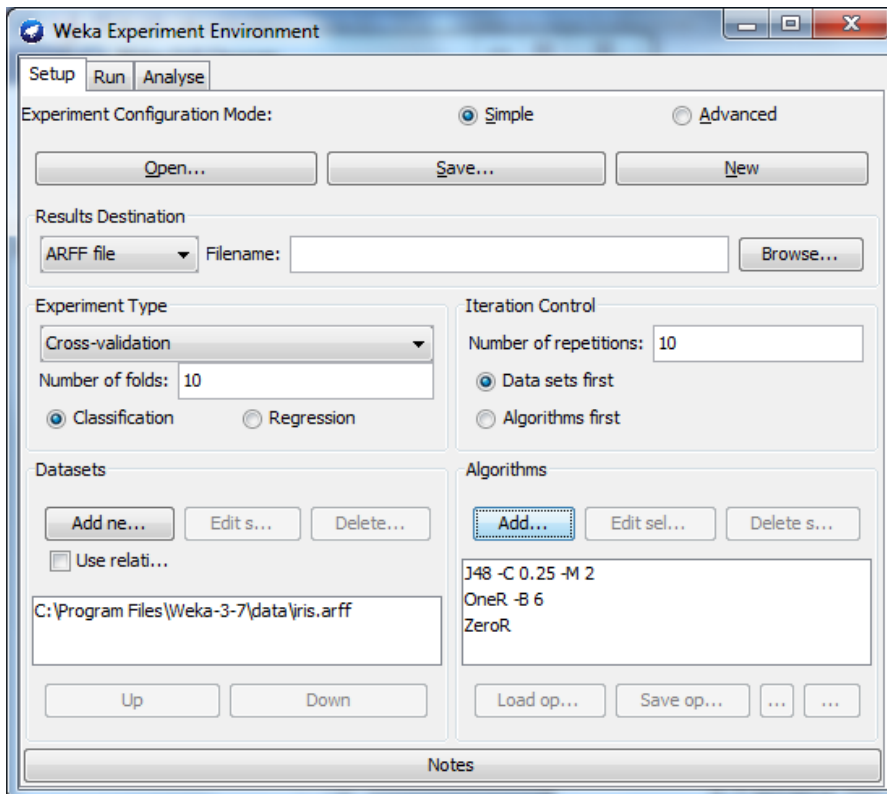 Weka Experiment Environment
Setup Run Analyse
Experiment Configuration Mode: Simple Advanced
Open... Save... New
Results Destination
ARFF file Filename: Browse...
Experiment Type Iteration Control
Cross-validation Number of repetitions: 10
Number of folds: 10 Data sets first
Classification Regression Algorithms first
Datasets Algorithms
Add ne... Edit s... Delete... Add... Edit sel... Delete s...
Use relati...
J48 -C 0.25 -M 2
C:\Program Files\Weka-3-7\data\iris.arff OneR -B 6
ZeroR
Up Down Load op... Save op... ... ...
Notes